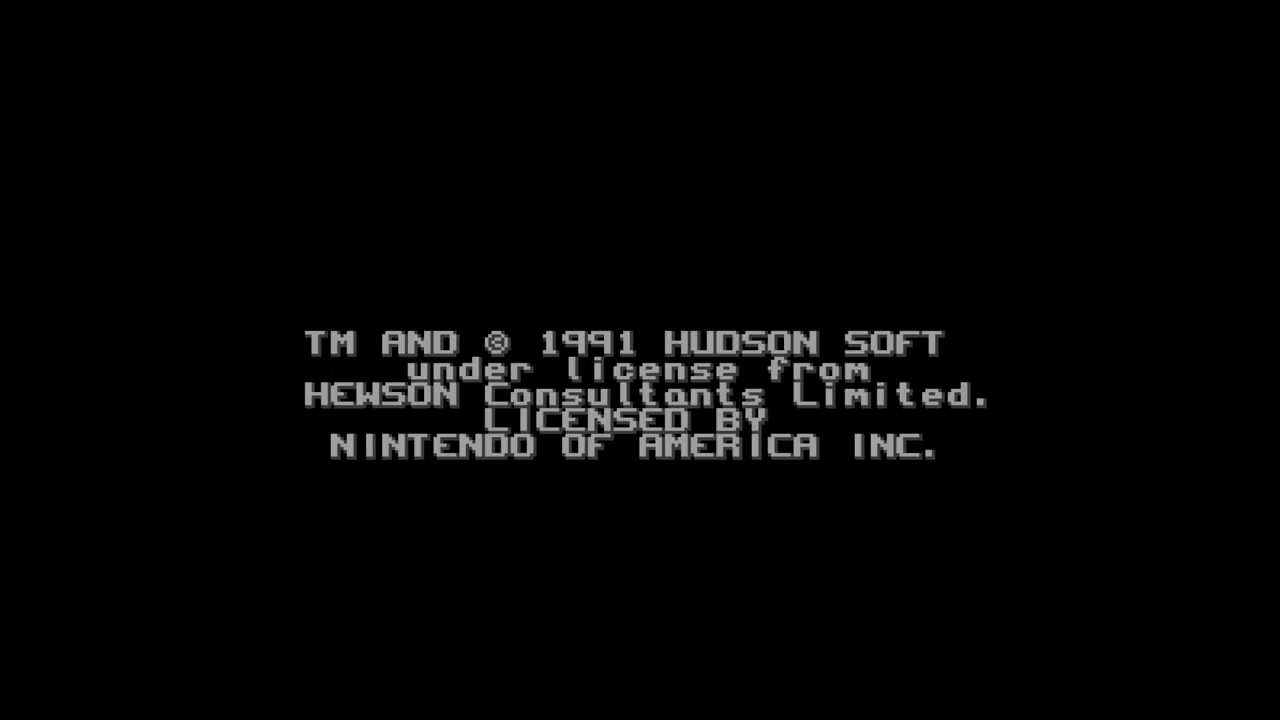 TM AND © 1991 HUDSON SOFT
under license from
HEWSON Consultants Limited.
LICENSED BY
NINTENDO OF AMERICA INC.